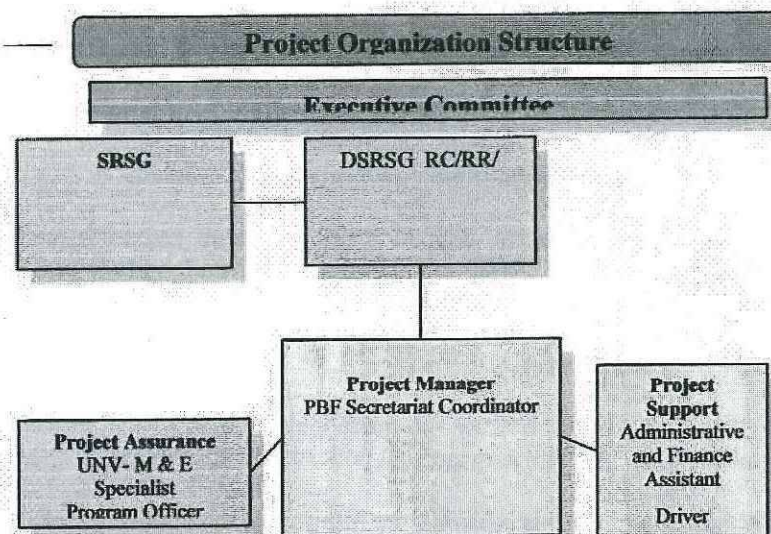 Project Organization Structure
Executive Committee
SRSG
DSRSG RC/RR/
Project Manager
PBF Secretariat Coordinator
Project Assurance
UNV- M & E
Specialist
Program Officer
Project
Support
Administrative
and Finance
Assistant
Driver